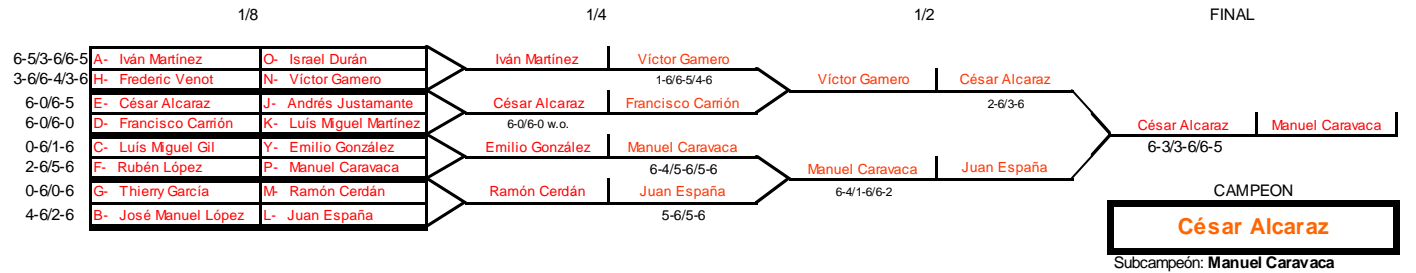 1/8 1/4 1/2 FINAL
6-5/3-6/6-5 A- Iván Martínez O- Israel Durán Iván Martínez Víctor Gamero
3-6/6-4/3-6 H- Frederic Venot N- Víctor Gamero 1-6/6-5/4-6 Víctor Gamero César Alcaraz
6-0/6-5 E- César Alcaraz J- Andrés Justamante César Alcaraz Francisco Carrión 2-6/3-6
6-0/6-0 D- Francisco Carrión K- Luís Miguel Martínez 6-0/6-0 w.o. César Alcaraz Manuel Caravaca
0-6/1-6 C- Luís Miguel Gil Y- Emilio González Emilio González Manuel Caravaca 6-3/3-6/6-5
2-6/5-6 F- Rubén López P- Manuel Caravaca 6-4/5-6/5-6 Manuel Caravaca Juan España
0-6/0-6 G- Thierry García M- Ramón Cerdán Ramón Cerdán Juan España 6-4/1-6/6-2 CAMPEON
4-6/2-6 B- José Manuel López L- Juan España 5-6/5-6
César Alcaraz
Subcampeón: Manuel Caravaca